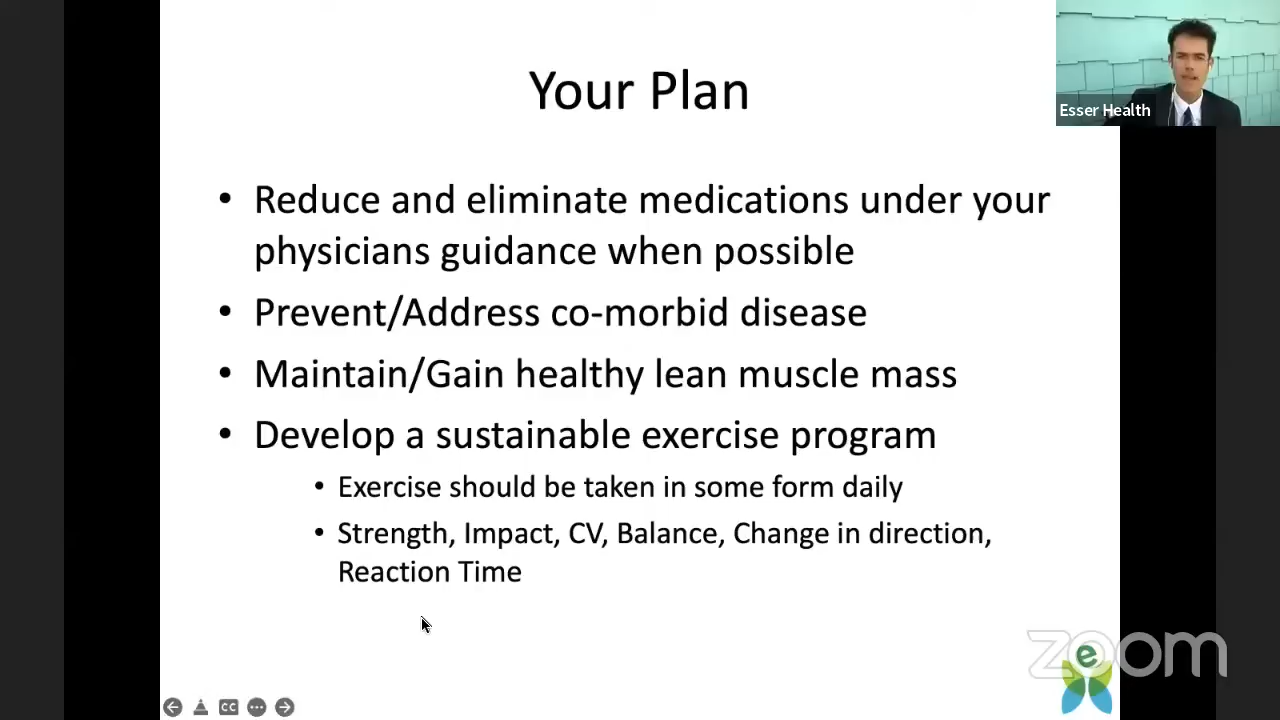 Your Plan
Esser Health
• Reduce and eliminate medications under your
physicians guidance when possible
• Prevent/Address co-morbid disease
• Maintain/Gain healthy lean muscle mass
• Develop a sustainable exercise program
• Exercise should be taken in some form daily
• Strength, Impact, CV, Balance, Change in direction,
Reaction Time
zoom
e
CC